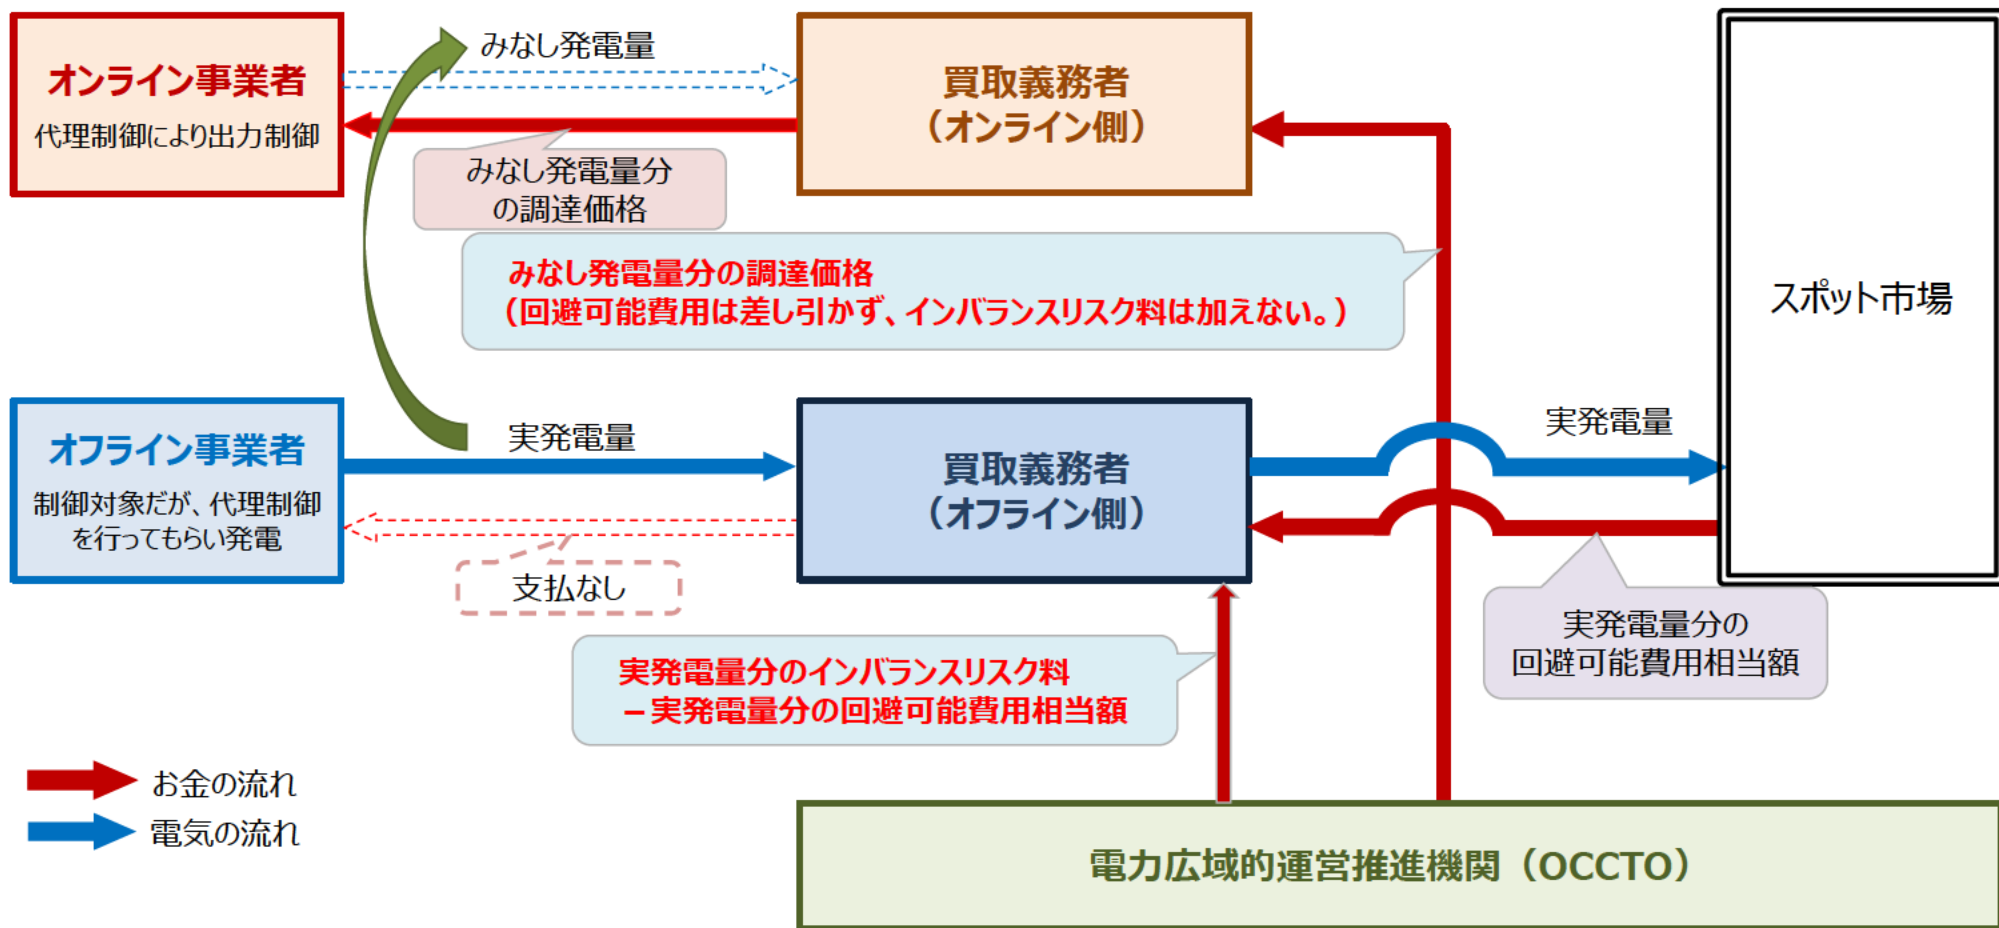 オンライン事業者
代理制御により出力制御
みなし発電量
買取義務者
（オンライン側）
みなし発電量分
の調達価格
みなし発電量分の調達価格
（回避可能費用は差し引かず、インバランスリスク料は加えない。）
スポット市場
オフライン事業者
制御対象だが、代理制御
を行ってもらい発電
実発電量
買取義務者
（オフライン側）
実発電量
支払なし
実発電量分の
回避可能費用相当額
実発電量分のインバランスリスク料
－実発電量分の回避可能費用相当額
お金の流れ
電気の流れ
電力広域的運営推進機関（OCCTO）